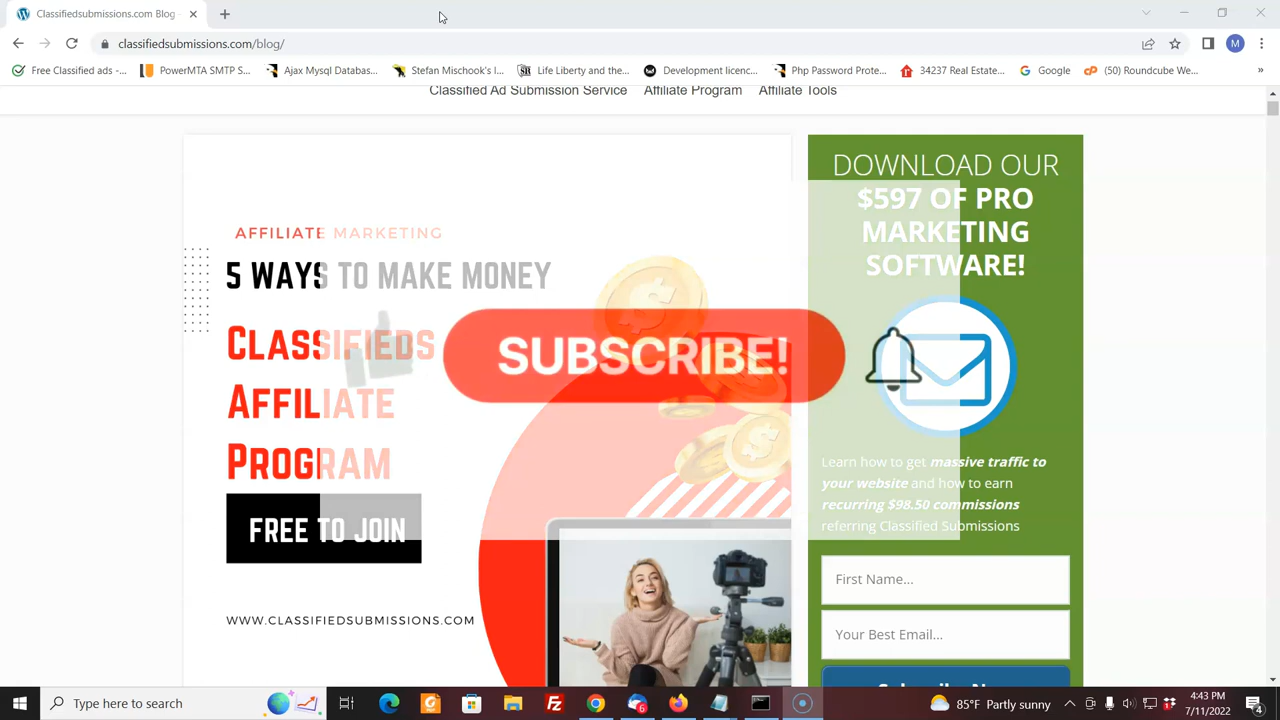 Classifiedsubmissions.com Blog
classifiedsubmissions.com/blog/
M
Free Classified ads -...
PowerMTA SMTP S...
Ajax Mysql Databas...
Stefan Mischook's I...
Life Liberty and the...
Development licenc...
Php Password Prote...
34237 Real Estate...
Google
(50) Roundcube We...
»
Classified Ad Submission Service
Affiliate Program
Affiliate Tools
AFFILIATE MARKETING
5 WAYS TO MAKE MONEY
CLASSIFIEDS
AFFILIATE
PROGRAM
FREE TO JOIN
WWW.CLASSIFIEDSUBMISSIONS.COM
SUBSCRIBE!
DOWNLOAD OUR
$597 OF PRO
MARKETING
SOFTWARE!
Learn how to get massive traffic to
your website and how to earn
recurring $98.50 commissions
referring Classified Submissions
First Name...
Your Best Email...
Type here to search
85°F Partly sunny
4:43 PM
7/11/2022